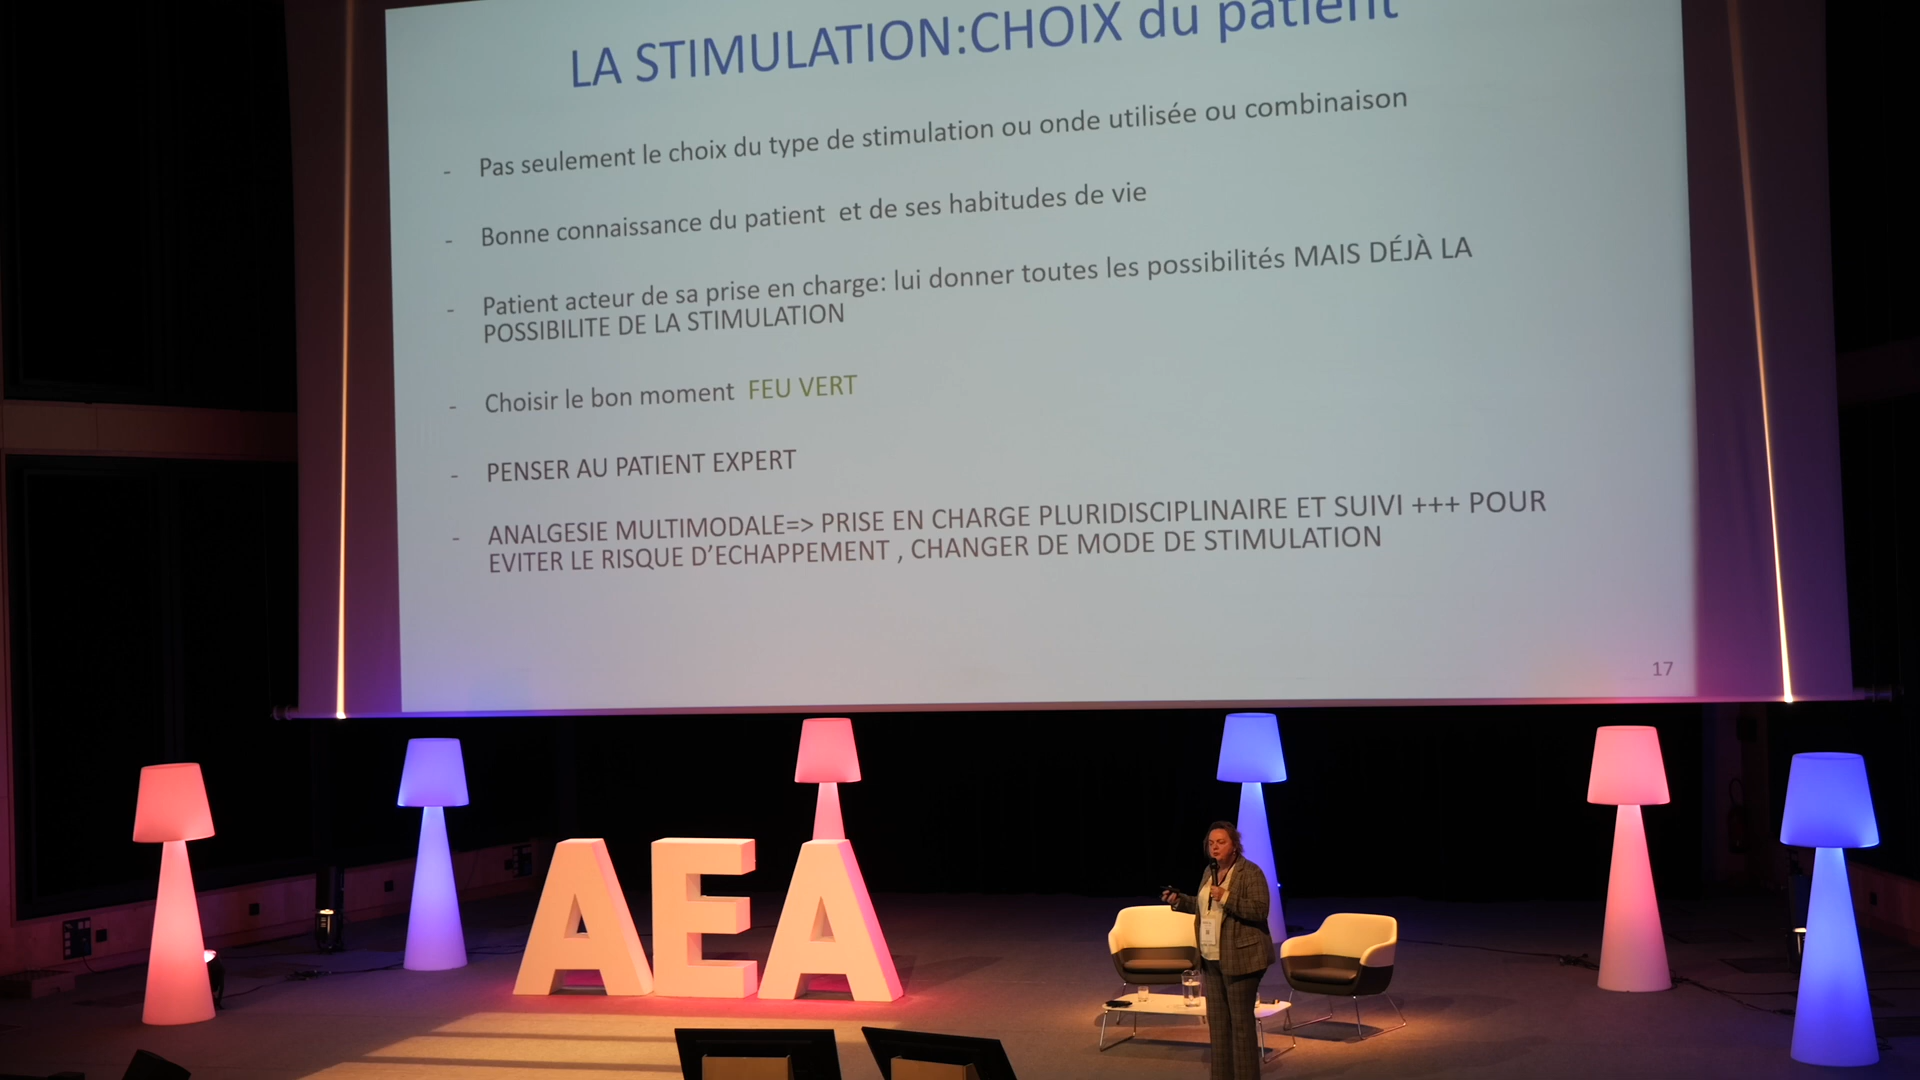 LA STIMULATION:CHOIX du patient
- Pas seulement le choix du type de stimulation ou onde utilisée ou combinaison
- Bonne connaissance du patient et de ses habitudes de vie
- Patient acteur de sa prise en charge: lui donner toutes les possibilités MAIS DÉJÀ LA
POSSIBILITE DE LA STIMULATION
- Choisir le bon moment FEU VERT
- PENSER AU PATIENT EXPERT
- ANALGESIE MULTIMODALE=> PRISE EN CHARGE PLURIDISCIPLINAIRE ET SUIVI +++ POUR
EVITER LE RISQUE D'ECHAPPEMENT , CHANGER DE MODE DE STIMULATION
17
AEA